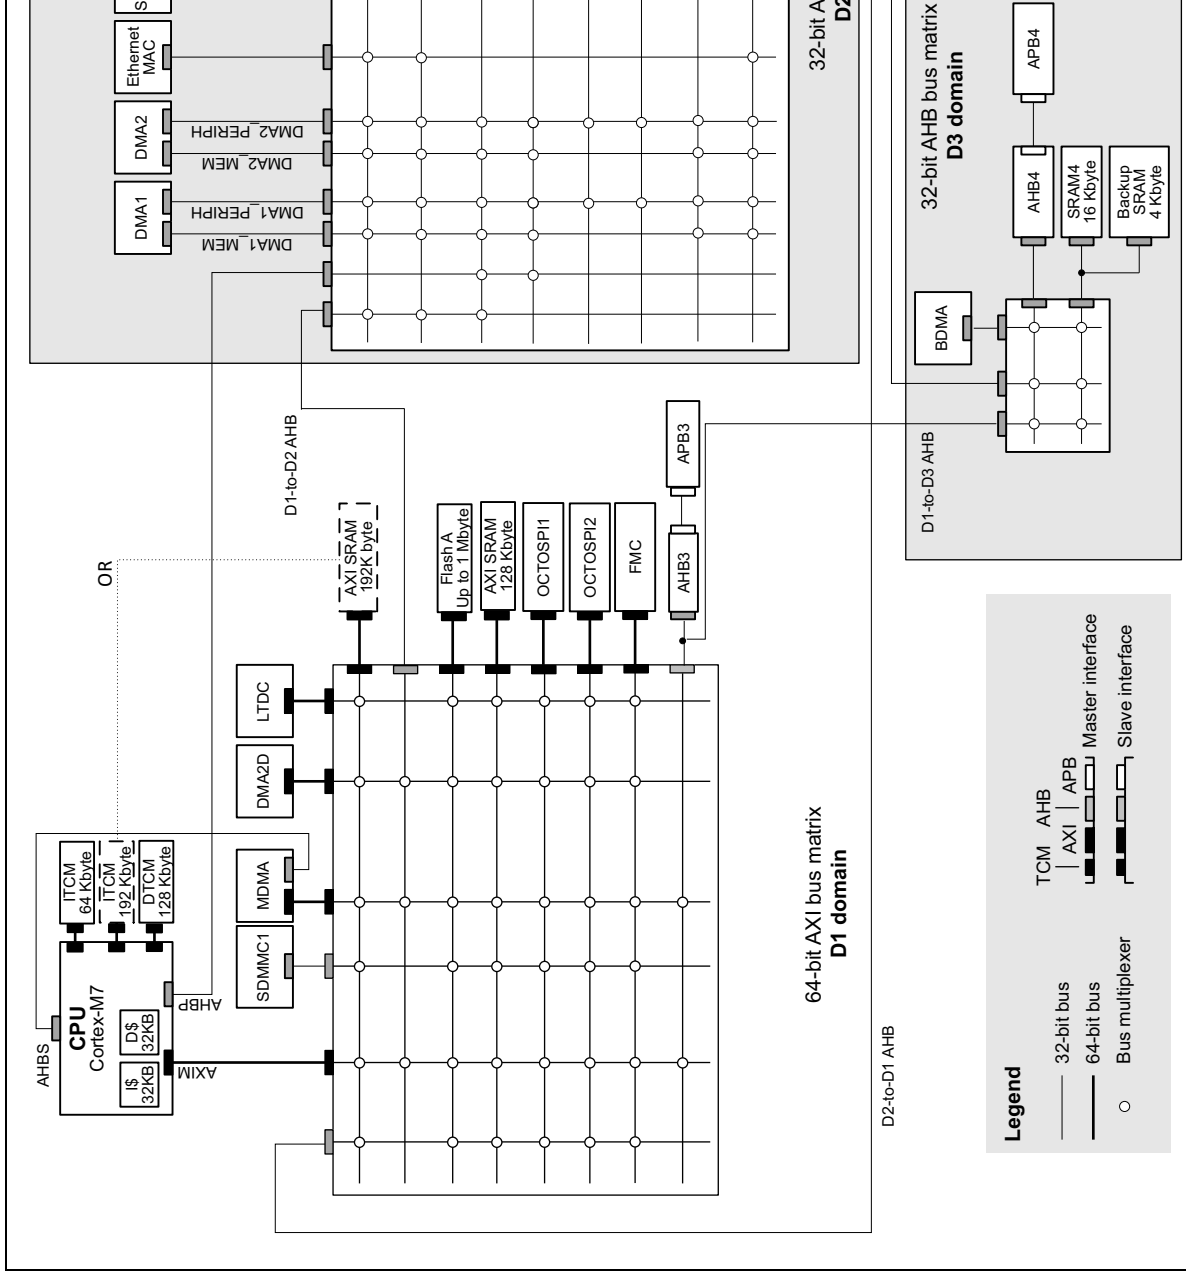 AHBS
CPU
Cortex-M7
I$
32KB
D$
32KB
AXIM
AHBP
ITCM
64 Kbyte
ITCM
192 Kbyte
DTCM
128 Kbyte
OR
SDMMC1
MDMA
DMA2D
LTDC
D1-to-D2 AHB
AXI SRAM
192K byte
Flash A
Up to 1 Mbyte
AXI SRAM
128 Kbyte
OCTOSPI1
OCTOSPI2
FMC
AHB3
APB3
64-bit AXI bus matrix
D1 domain
D2-to-D1 AHB
DMA1
DMA1_MEM
DMA1_PERIPH
DMA2
DMA2_MEM
DMA2_PERIPH
Ethernet
MAC
S
32-bit A
D2
D1-to-D3 AHB
BDMA
AHB4
APB4
SRAM4
16 Kbyte
Backup
SRAM
4 Kbyte
32-bit AHB bus matrix
D3 domain
Legend
32-bit bus
64-bit bus
Bus multiplexer
TCM AHB
AXI APB
Master interface
Slave interface